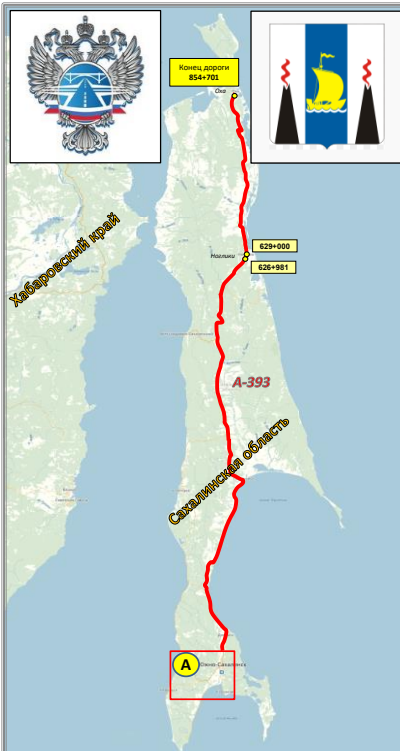 Конец дороги
854+701
Оха
Хабаровский край
629+000
Ноглики
626+981
А-393
Сахалинская область
А
Южно-Сахалинск